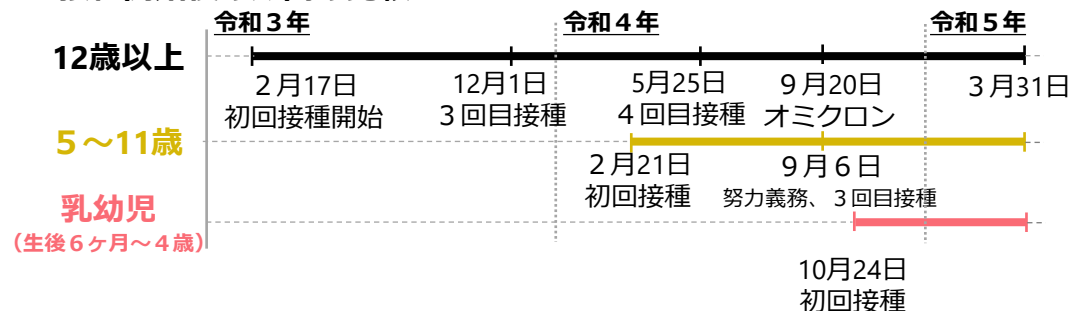 令和３年
令和４年
令和５年
12歳以上
２月17日
初回接種開始
12月1日
３回目接種
5月25日
４回目接種
９月20日
オミクロン
３月31日
５～11歳
２月21日
初回接種
９月６日
努力義務、３回目接種
乳幼児
（生後６ヶ月～４歳）
10月24日
初回接種